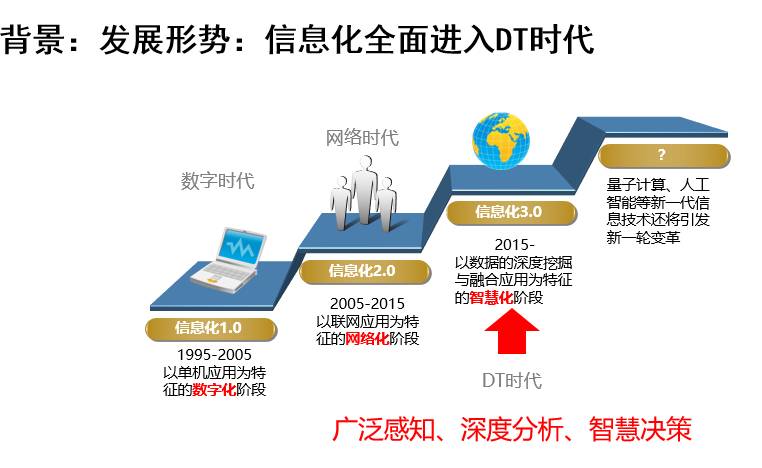 背景：发展形势：信息化全面进入DT时代
数字时代
信息化1.0
1995-2005
以单机应用为特
征的数字化阶段
网络时代
信息化2.0
2005-2015
以联网应用为特
征的网络化阶段
信息化3.0
2015-
以数据的深度挖掘
与融合应用为特征
的智慧化阶段
DT时代
?
量子计算、人工
智能等新一代信
息技术还将引发
新一轮变革
广泛感知、深度分析、智慧决策